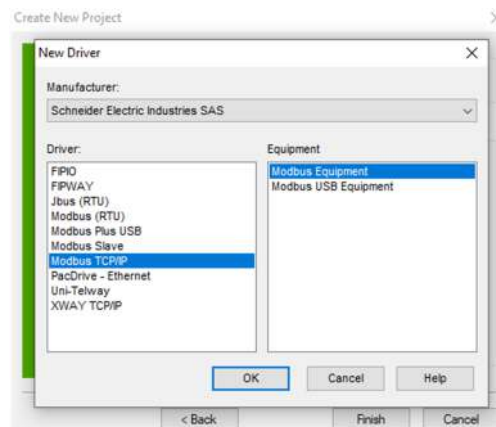 Create New Project
New Driver
Manufacturer:
Schneider Electric Industries SAS
Driver:
FIPIO
FIPWAY
Jbus (RTU)
Modbus (RTU)
Modbus Plus USB
Modbus Slave
Modbus TCP/IP
PacDrive - Ethernet
Uni-Telway
XWAY TCP/IP
Equipment
Modbus Equipment
Modbus USB Equipment
OK
Cancel
Help
< Back
Finish
Cancel